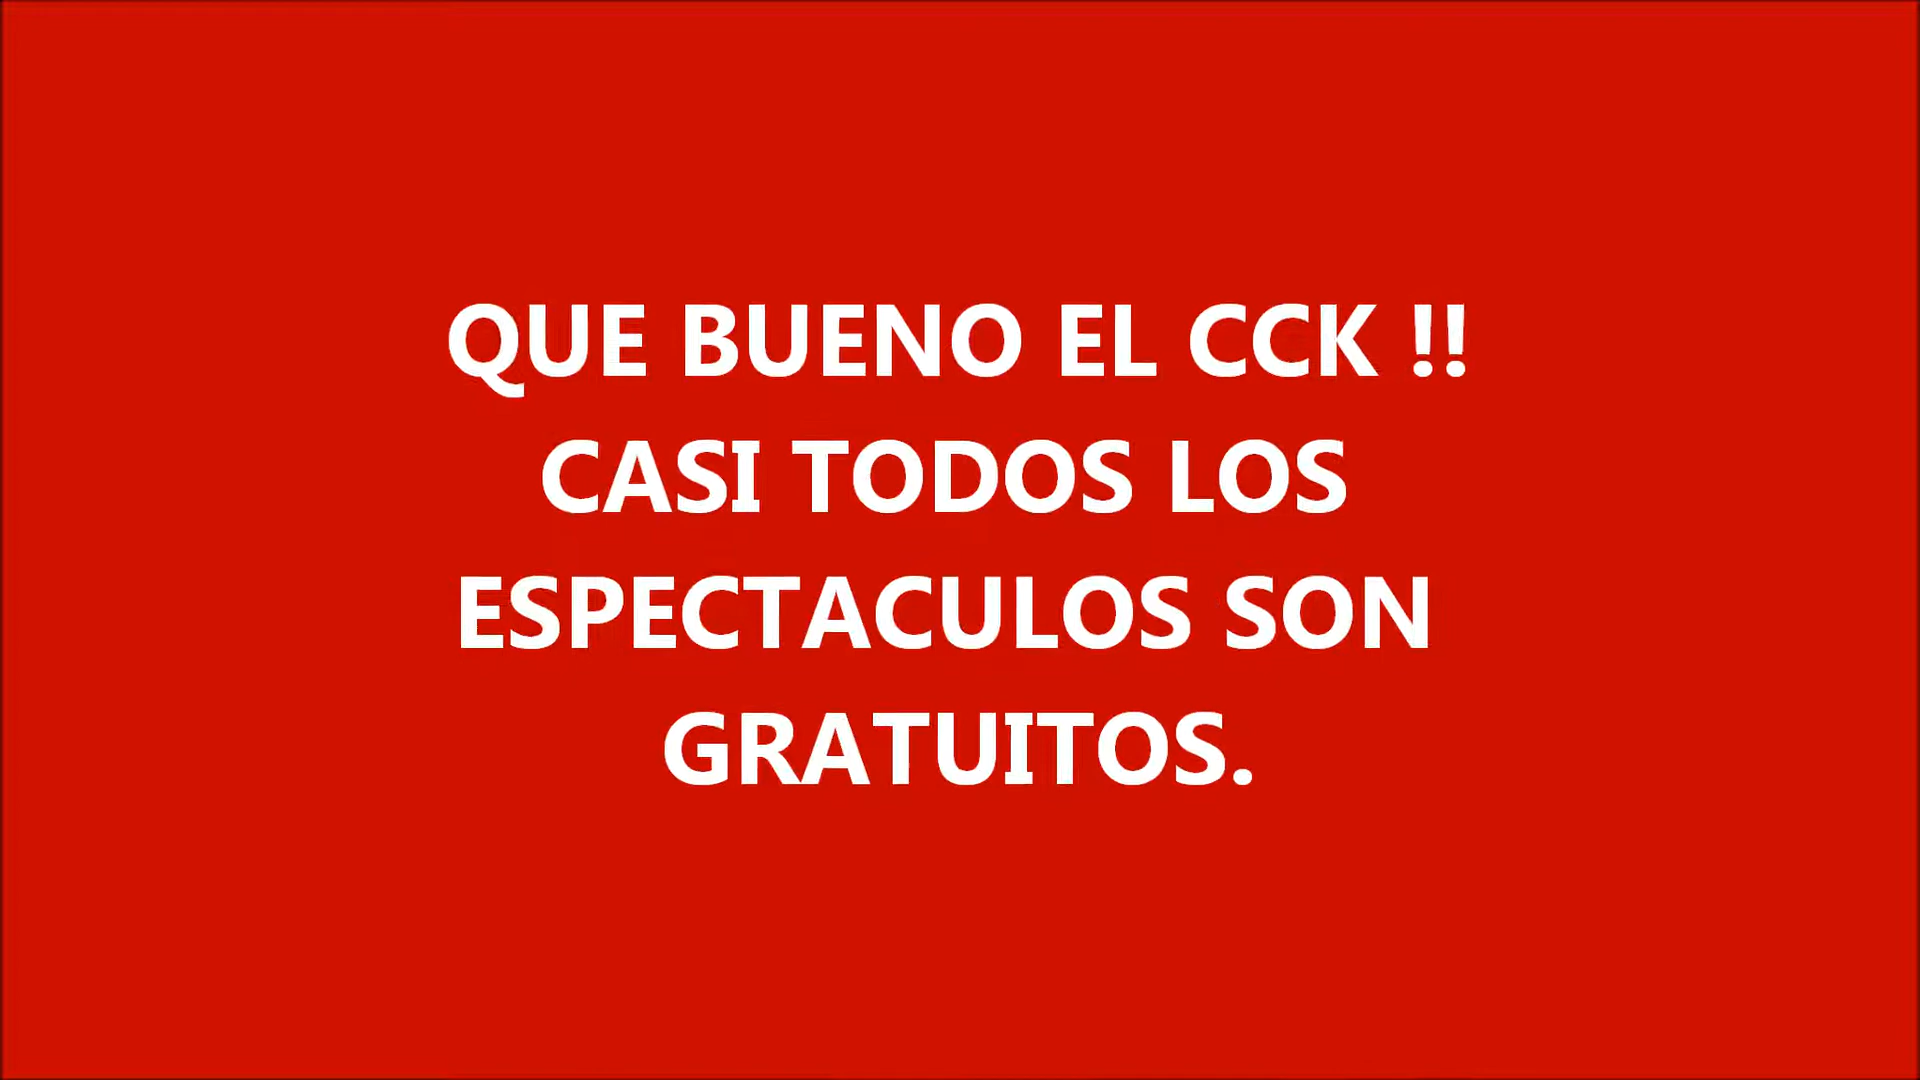 QUE BUENO EL CCK !!
CASI TODOS LOS
ESPECTACULOS SON
GRATUITOS.